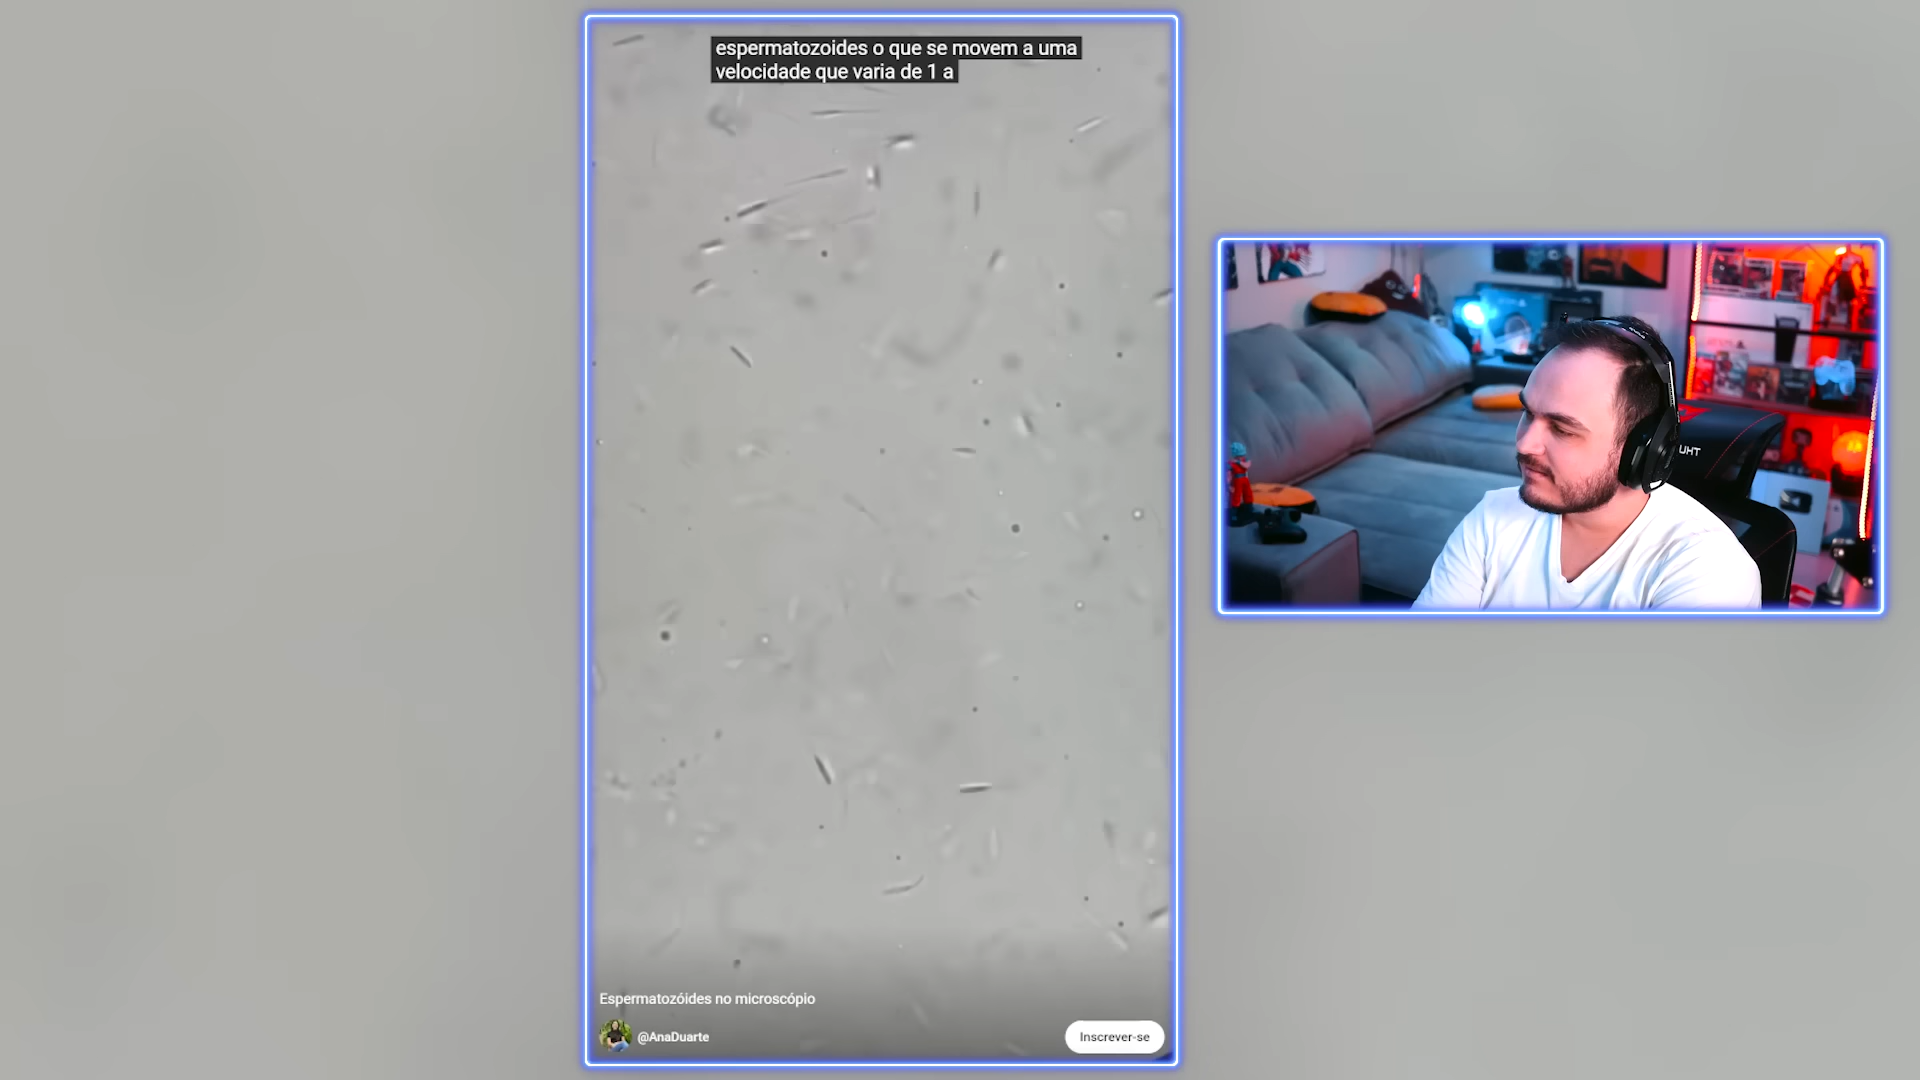 espermatozoides o que se movem a uma
velocidade que varia de 1 a
UHT
Espermatozóides no microscópio
@AnaDuarte
Inscrever-se